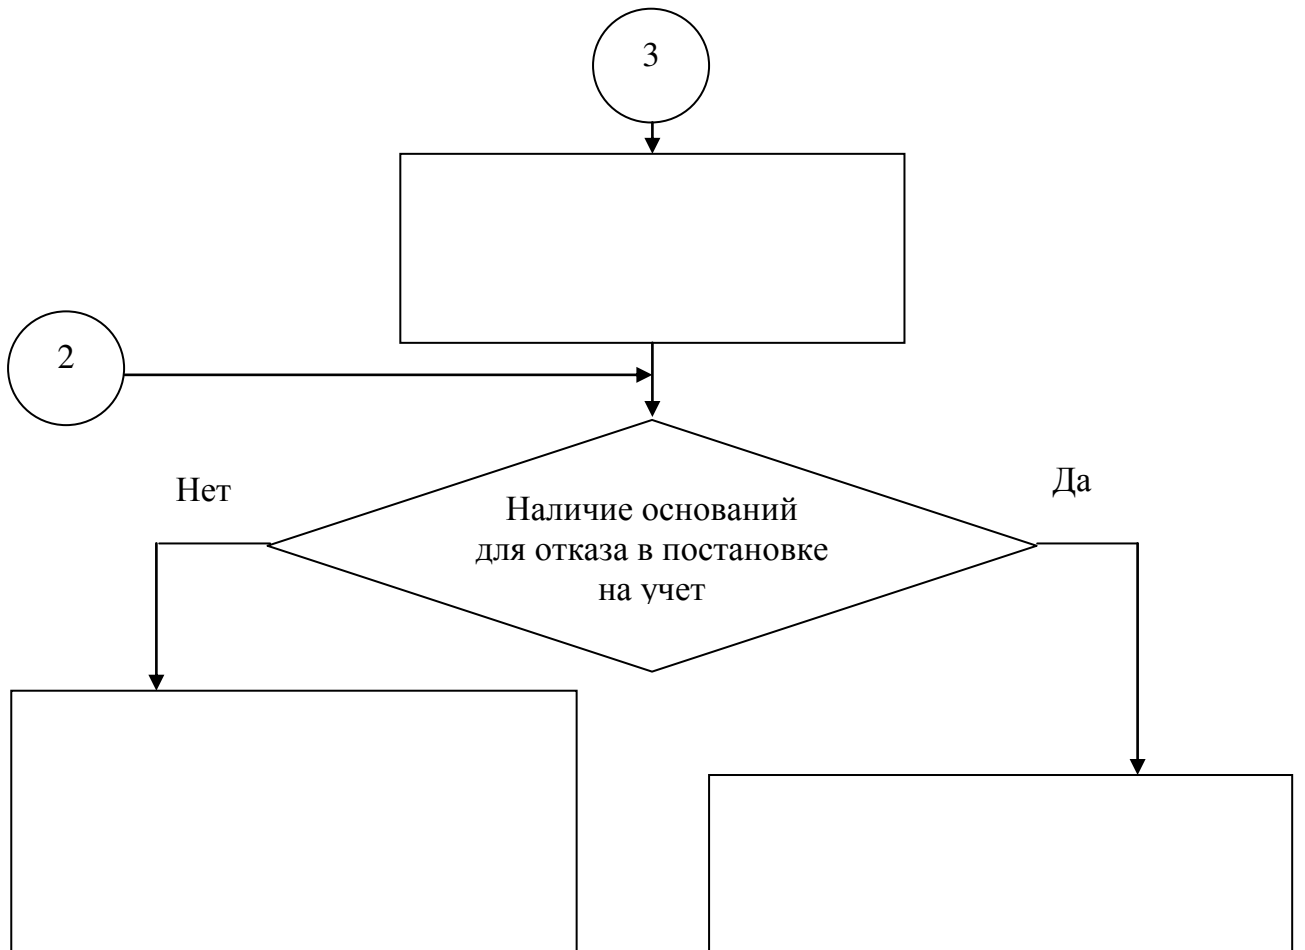 3
2
Нет
Да
Наличие оснований
для отказа в постановке
на учет